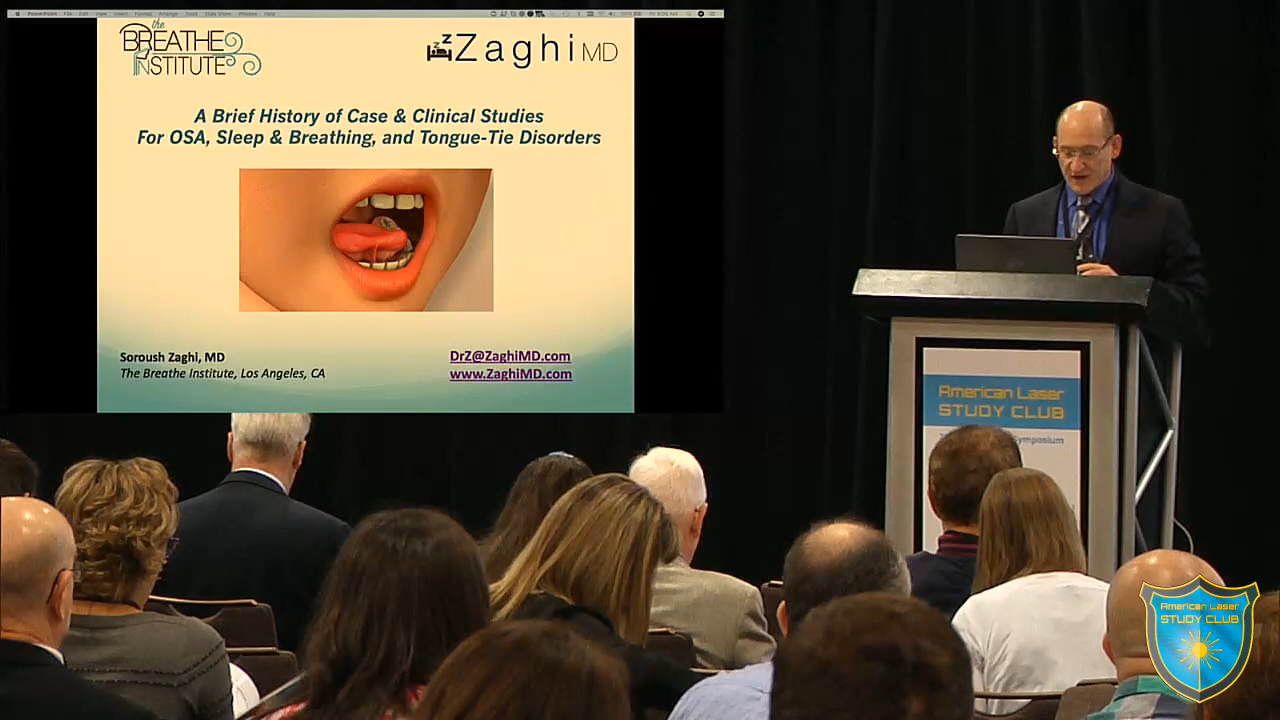 the
BREATHE
INSTITUTE
Zaghi MD
A Brief History of Case & Clinical Studies
For OSA, Sleep & Breathing, and Tongue-Tie Disorders
Soroush Zaghi, MD
The Breathe Institute, Los Angeles, CA
DrZ@ZaghiMD.com
www.ZaghiMD.com
American Laser
STUDY CLUB
Symposium
American Laser
STUDY CLUB